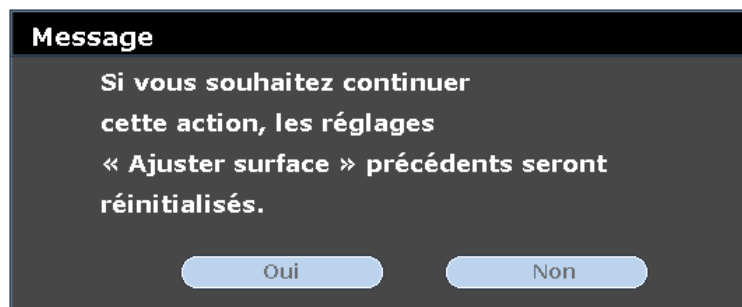 Message
Si vous souhaitez continuer
cette action, les réglages
« Ajuster surface » précédents seront
réinitialisés.
Oui Non